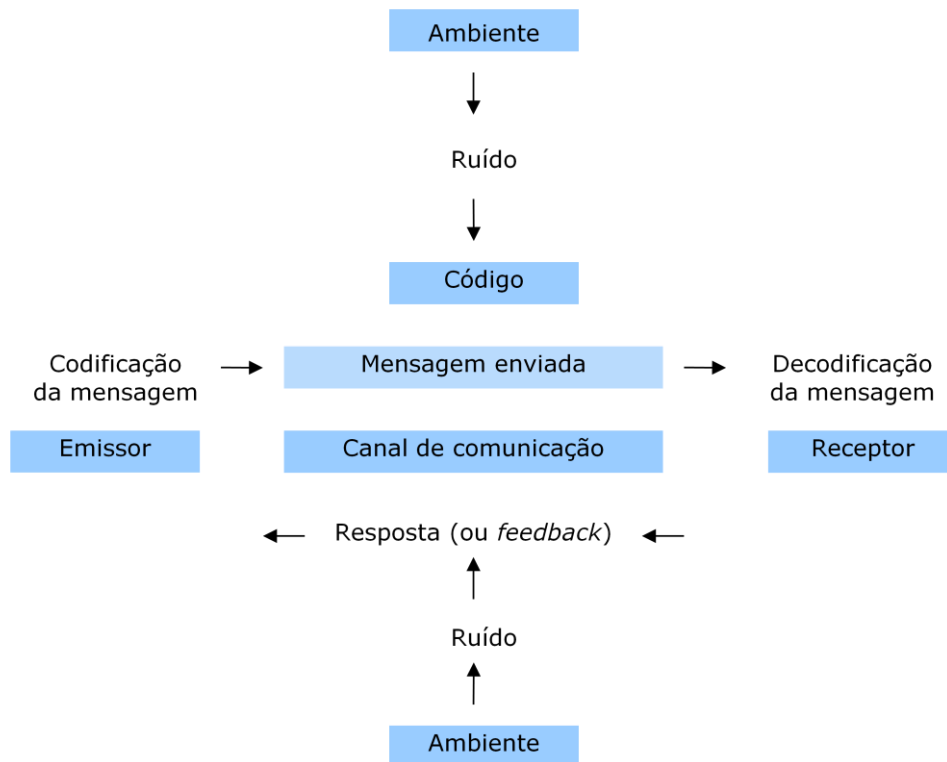 Ambiente
Ruído
Código
Codificação
da mensagem
Mensagem enviada
Decodificação
da mensagem
Emissor
Canal de comunicação
Receptor
Resposta (ou feedback)
Ruído
Ambiente